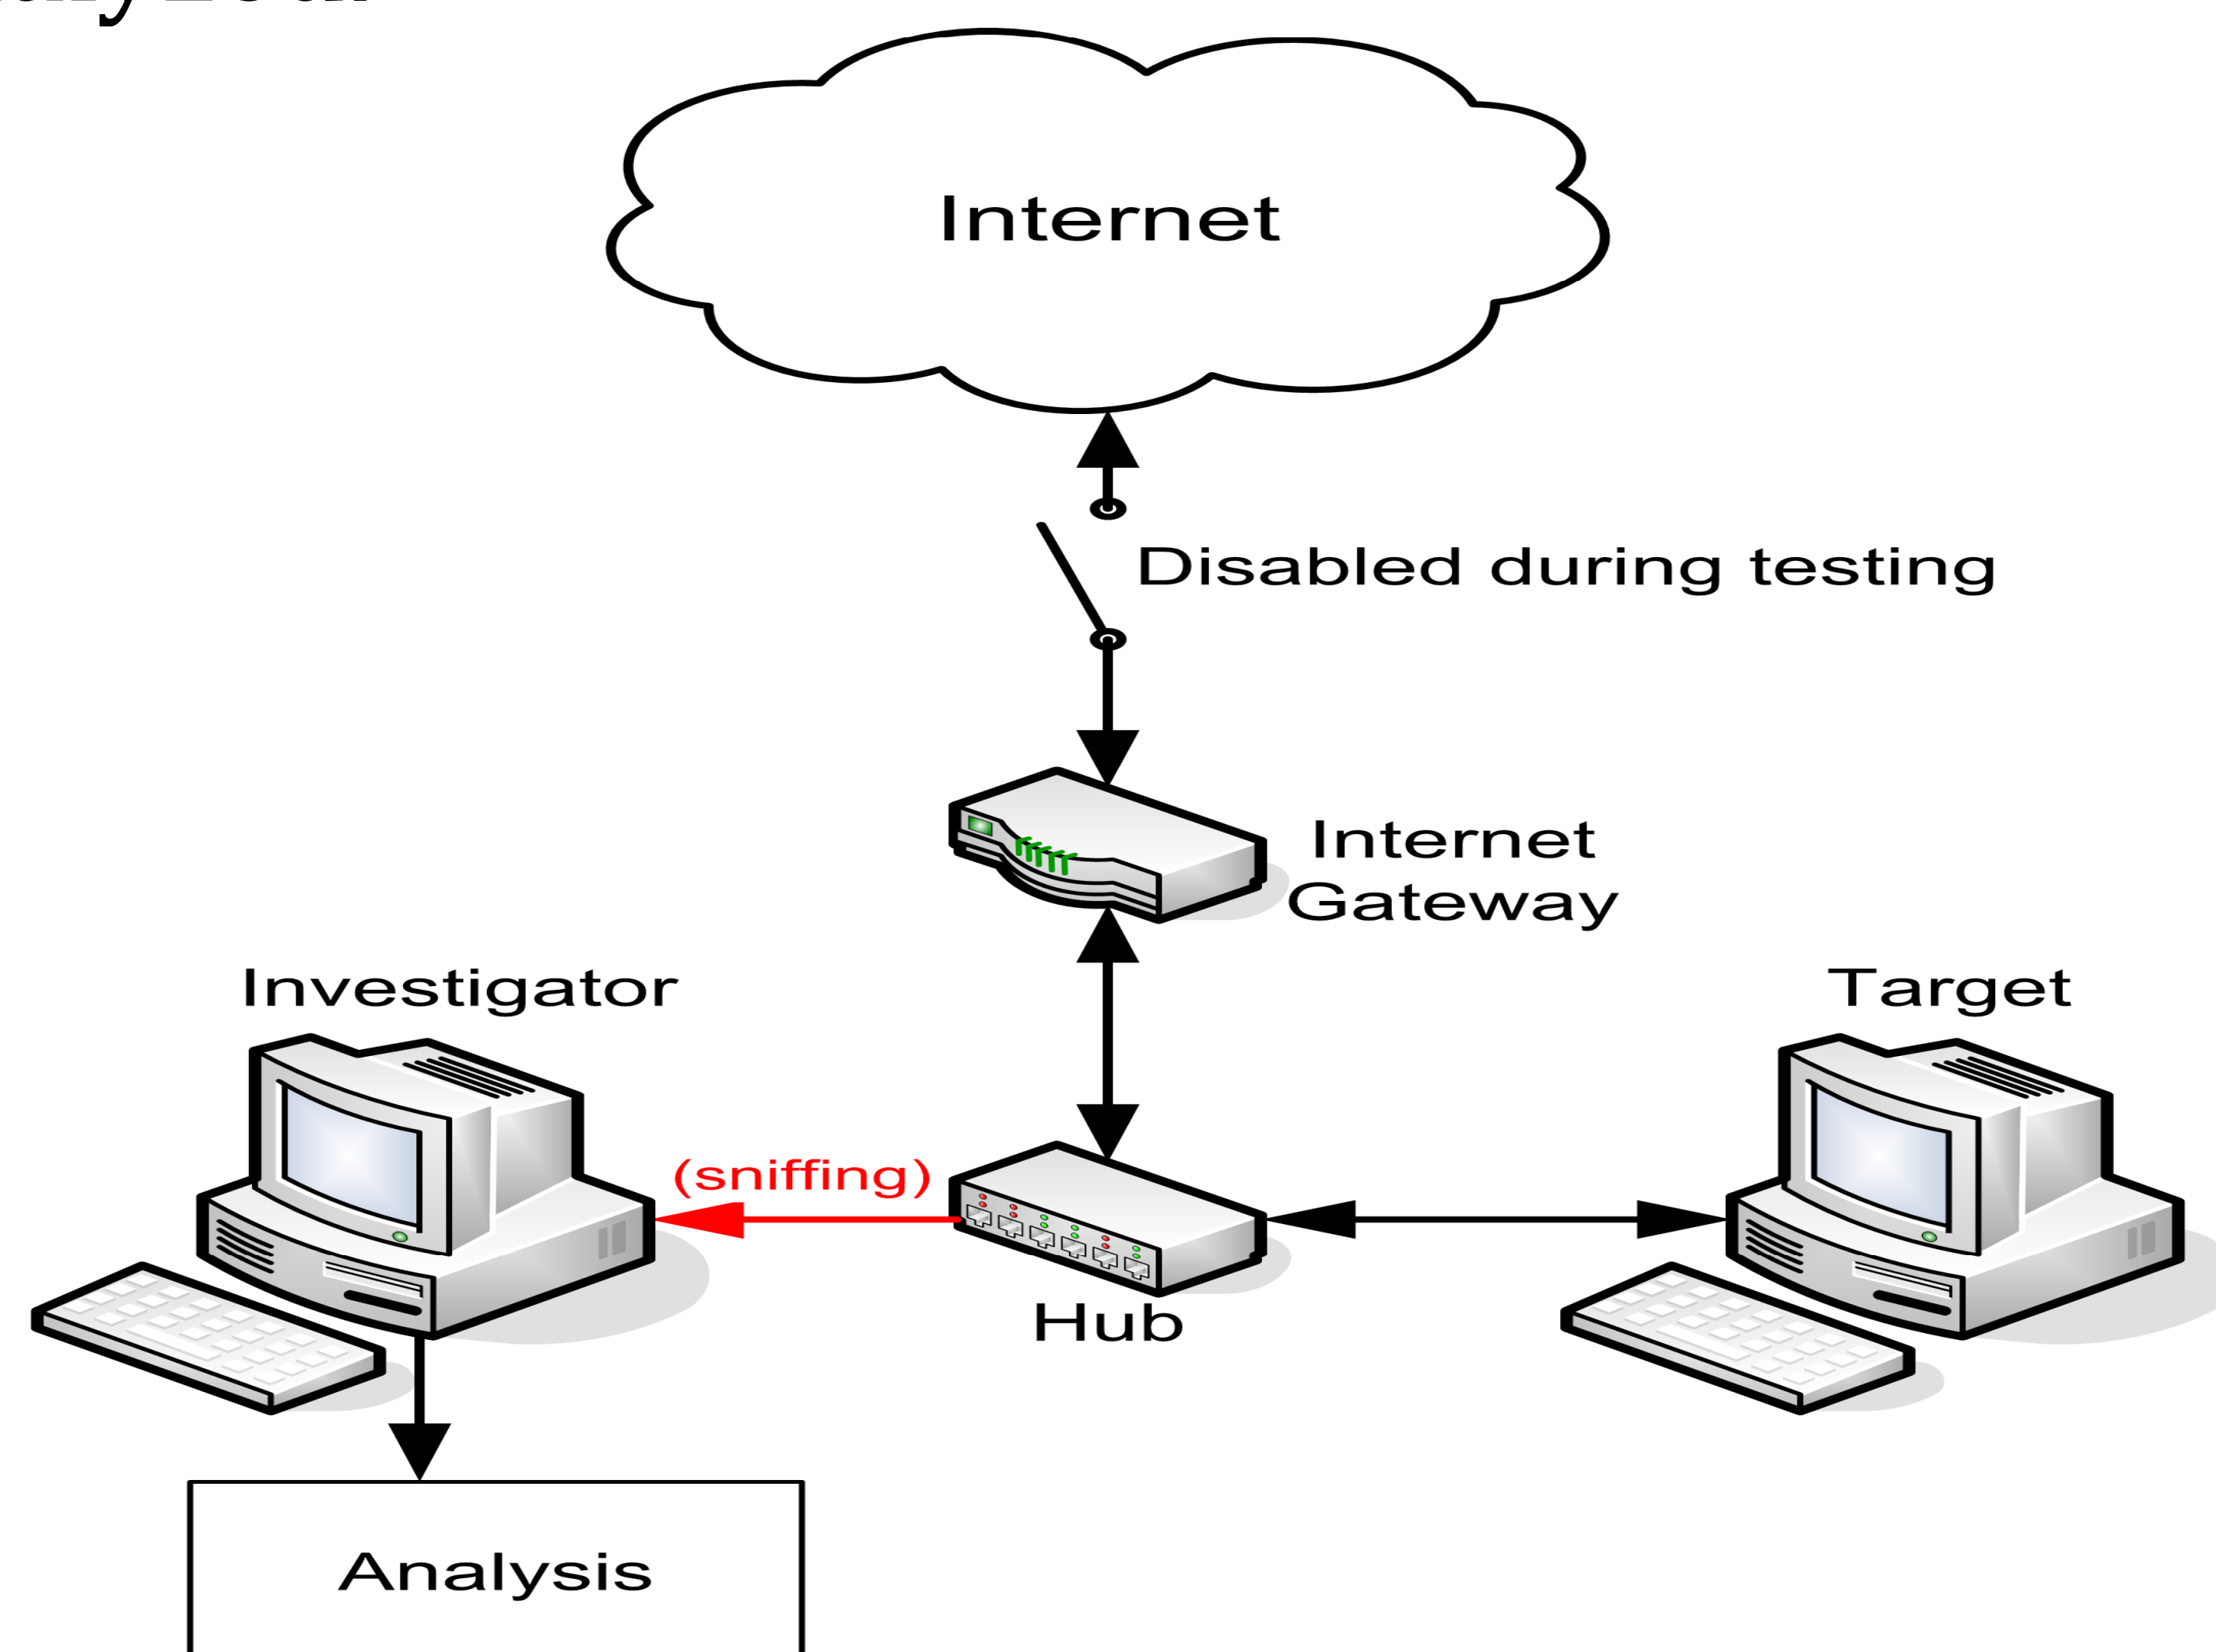 Internet
Disabled during testing
Internet
Gateway
Investigator
Target
(sniffing)
Hub
Analysis